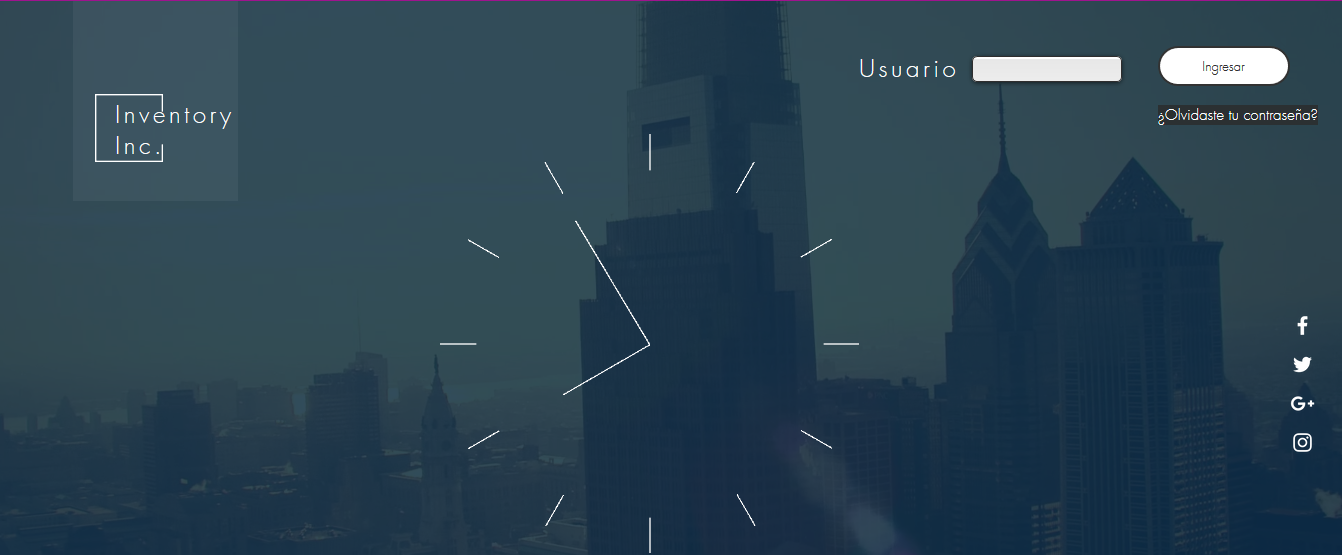 Usuario
Ingresar
Inventory
Inc.
¿Olvidaste tu contraseña?